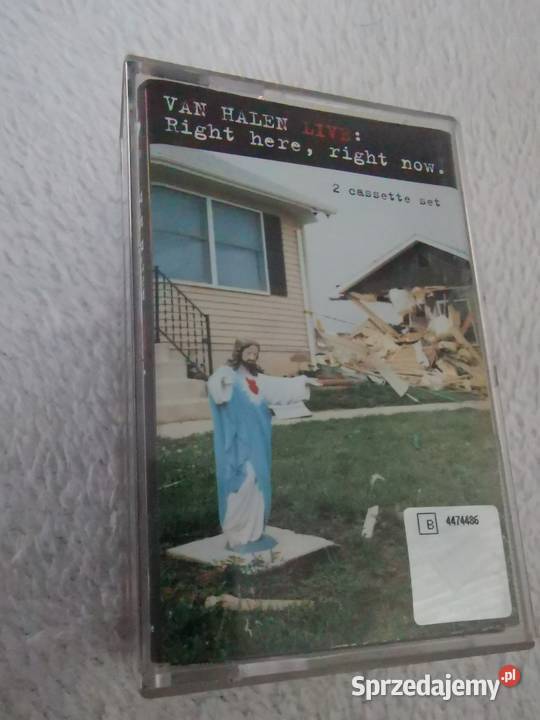 VAN HALEN LIVE:
Right here, right now.
2 cassette set
B 4474486
Sprzedajemy.pl